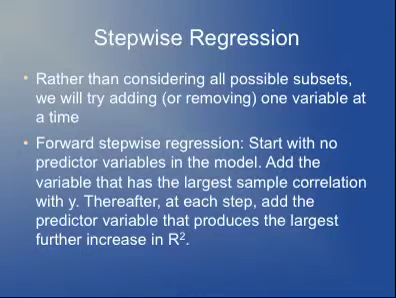 Stepwise Regression
• Rather than considering all possible subsets,
we will try adding (or removing) one variable at
a time
• Forward stepwise regression: Start with no
predictor variables in the model. Add the
variable that has the largest sample correlation
with y. Thereafter, at each step, add the
predictor variable that produces the largest
further increase in R².